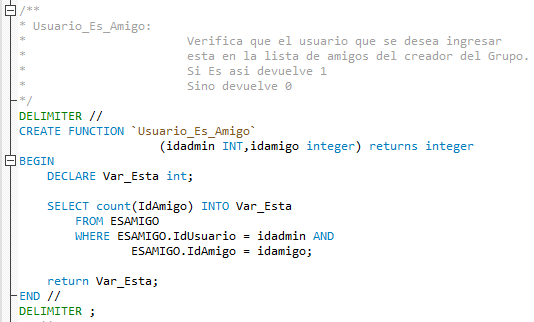 /**
* Usuario_Es_Amigo:
* Verifica que el usuario que se desea ingresar
* esta en la lista de amigos del creador del Grupo.
* Si Es asi devuelve 1
* Sino devuelve 0
*/
DELIMITER //
CREATE FUNCTION `Usuario_Es_Amigo`
(idadmin INT,idamigo integer) returns integer
BEGIN
DECLARE Var_Esta int;
SELECT count(IdAmigo) INTO Var_Esta
FROM ESAMIGO
WHERE ESAMIGO.IdUsuario = idadmin AND
ESAMIGO.IdAmigo = idamigo;
return Var_Esta;
END //
DELIMITER ;